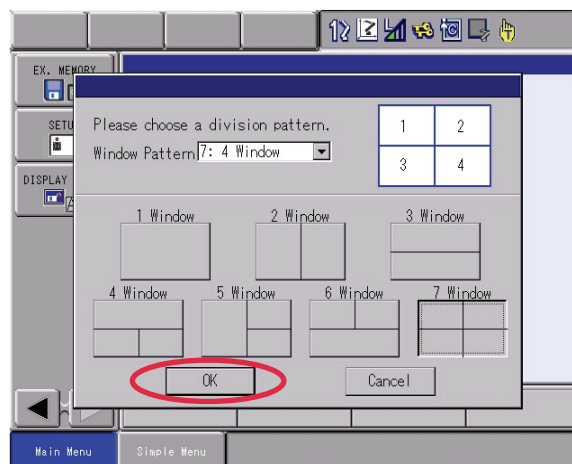 EX. MEMORY
SETU
DISPLAY
Please choose a division pattern.
Window Pattern 7: 4 Window
1 2
3 4
1 Window 2 Window 3 Window
4 Window 5 Window 6 Window 7 Window
OK Cancel
Main Menu Simple Menu